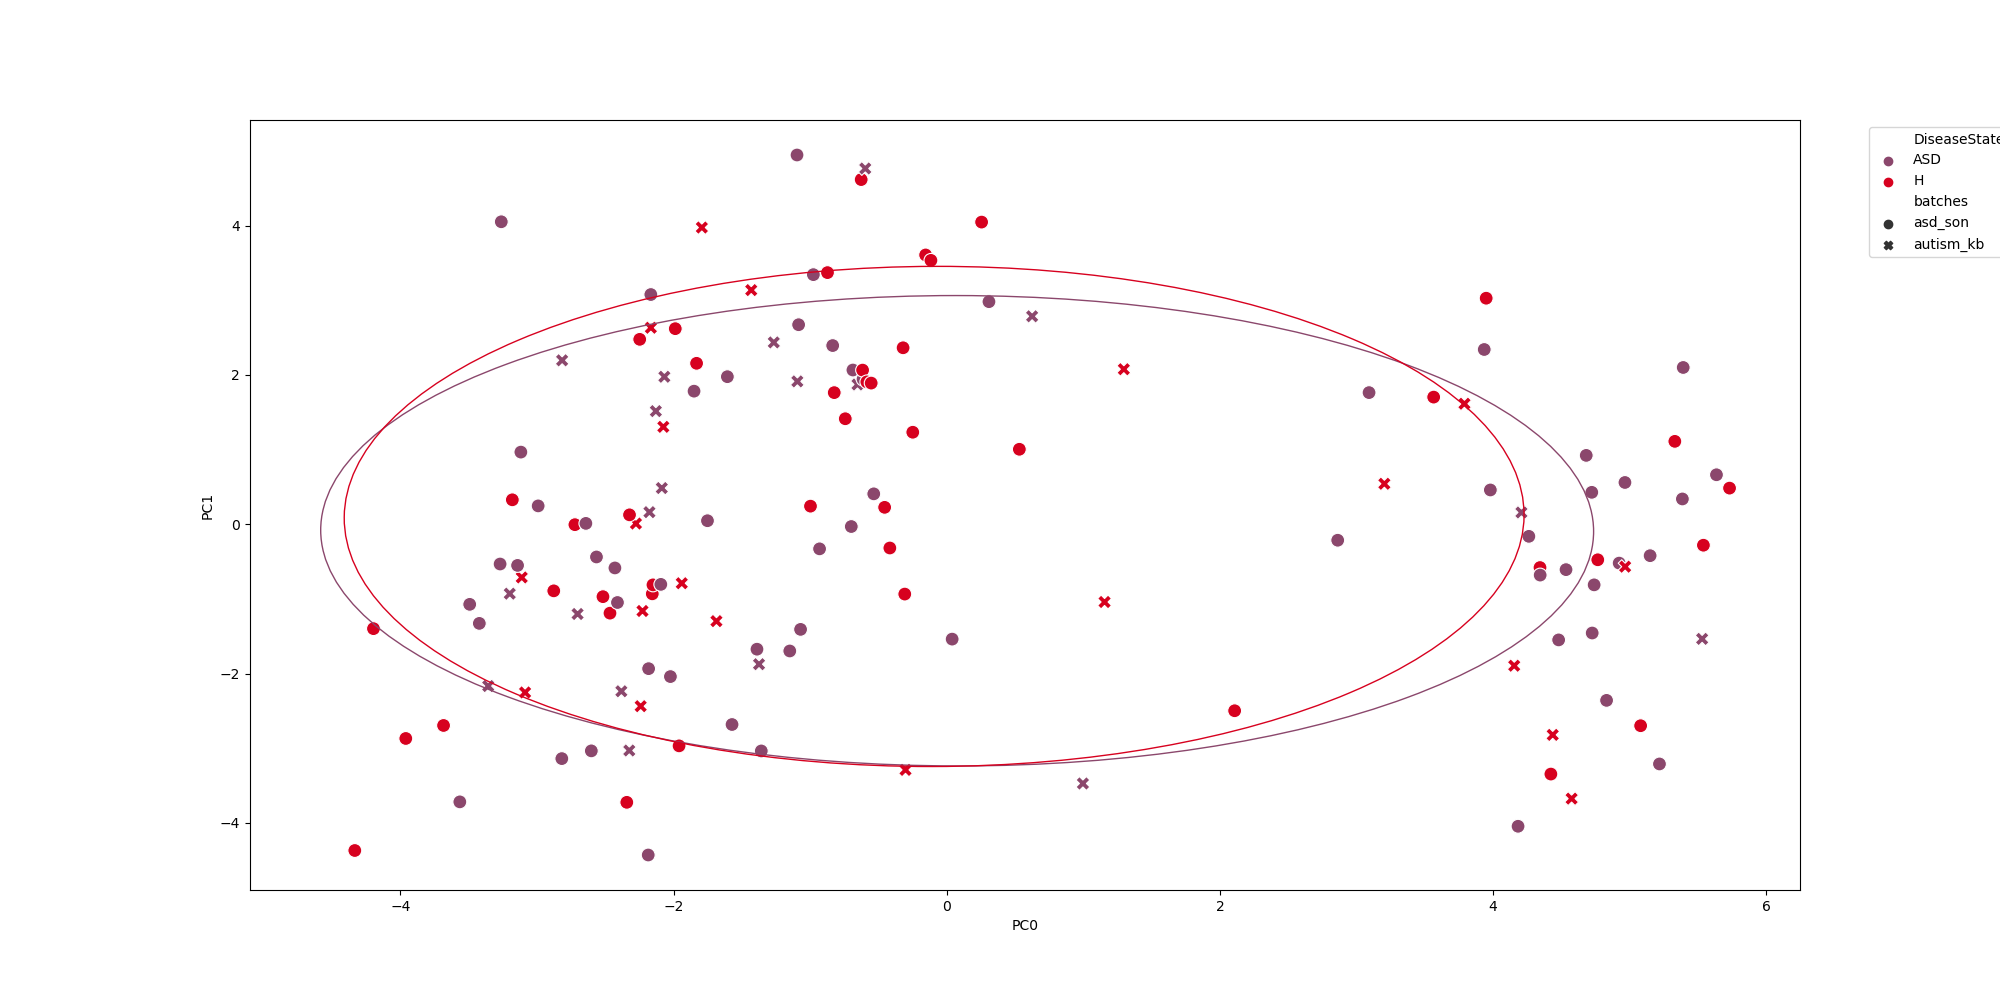 DiseaseState
ASD
H
batches
asd_son
autism_kb
4
2
0
−2
−4
PC1
−4
−2
0
2
4
6
PC0